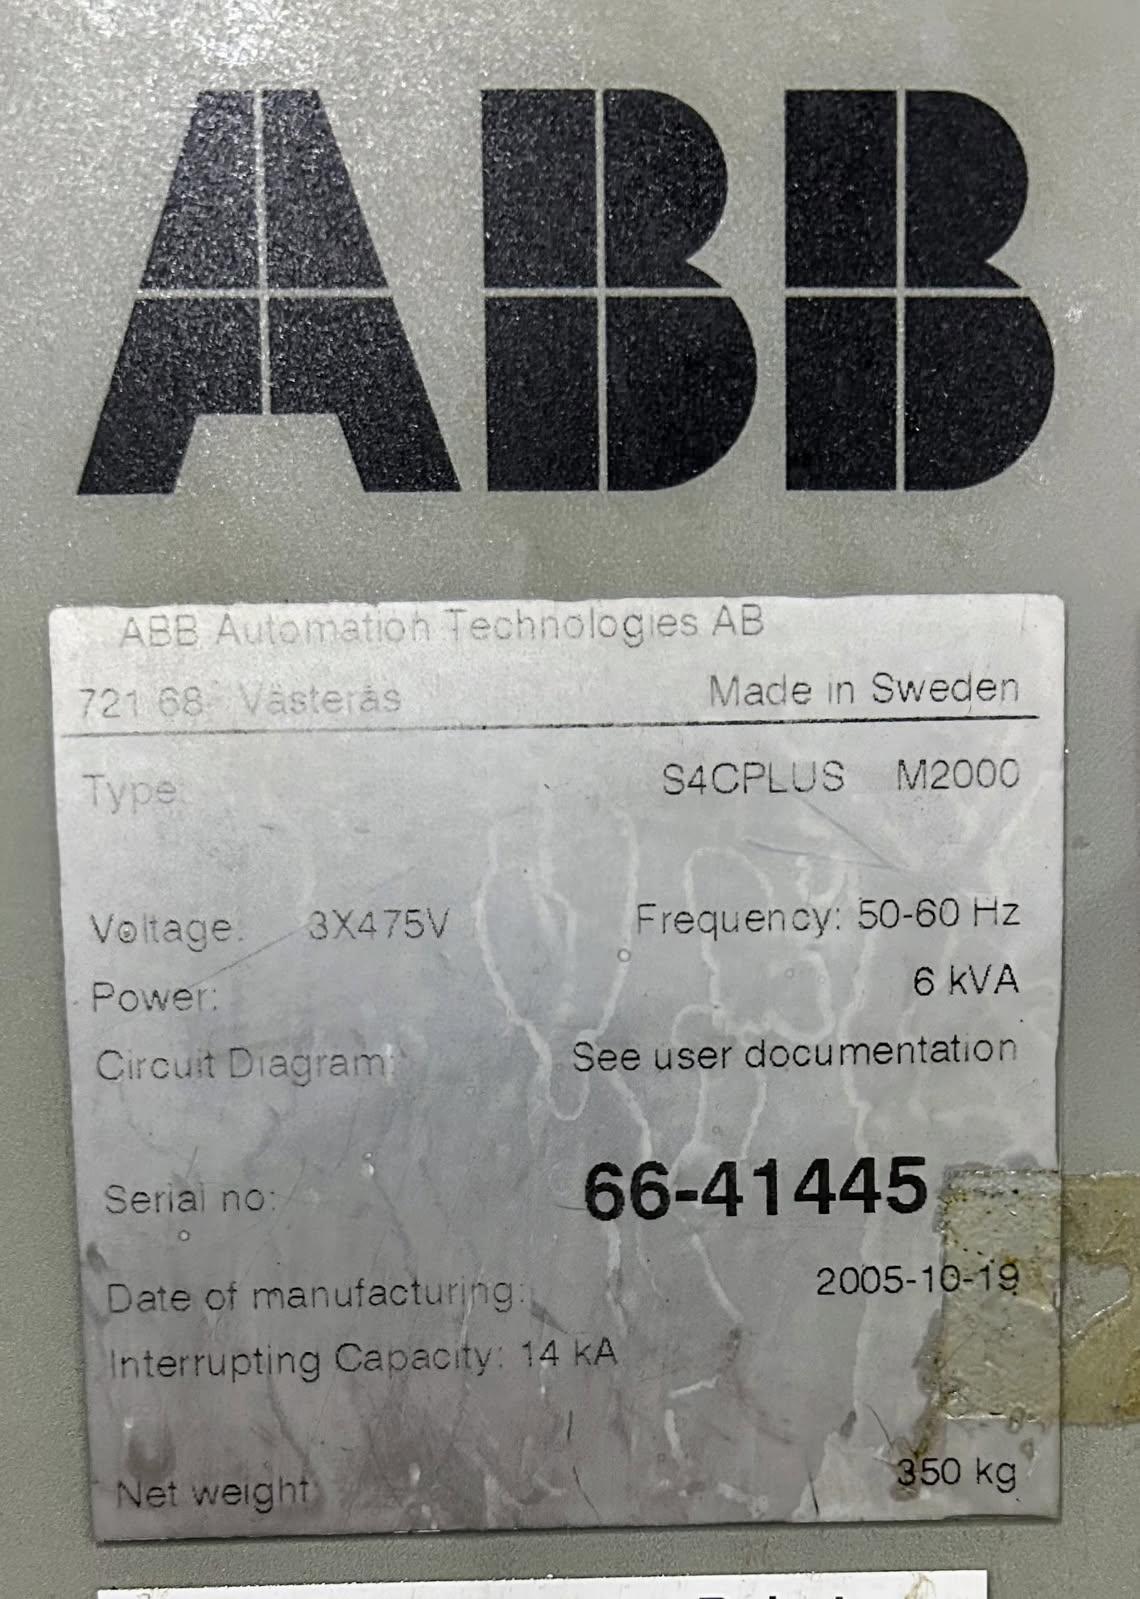 ABB
ABB Automation Technologies AB
721 68 Västerås
Made in Sweden
Type: S4CPLUS M2000
Voltage: 3X475V Frequency: 50-60 Hz
Power: 6 kVA
Circuit Diagram: See user documentation
Serial no: 66-41445
Date of manufacturing: 2005-10-19
Interrupting Capacity: 14 kA
Net weight 350 kg